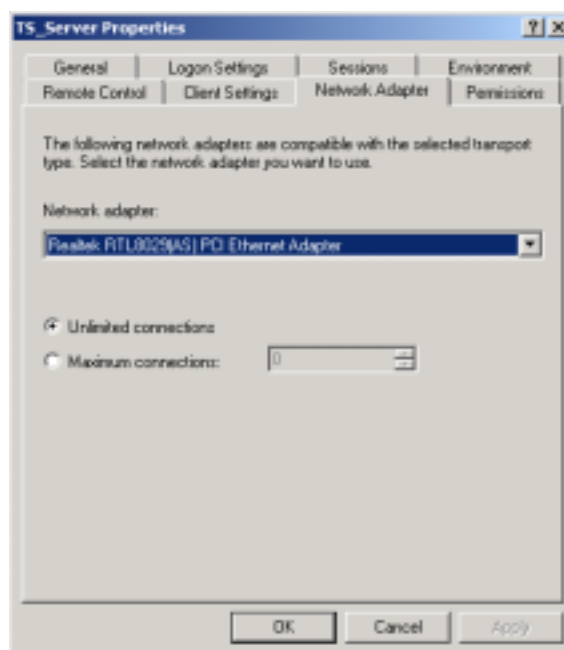 TS_Server Properties
General Logon Settings Sessions Environment
Remote Control Client Settings Network Adapter Permissions
The following network adapters are compatible with the selected transport
type. Select the network adapter you want to use.
Network adapter:
Realtek RTL8029(AS) PCI Ethernet Adapter
Unlimited connections
Maximum connections: 0
OK Cancel Apply